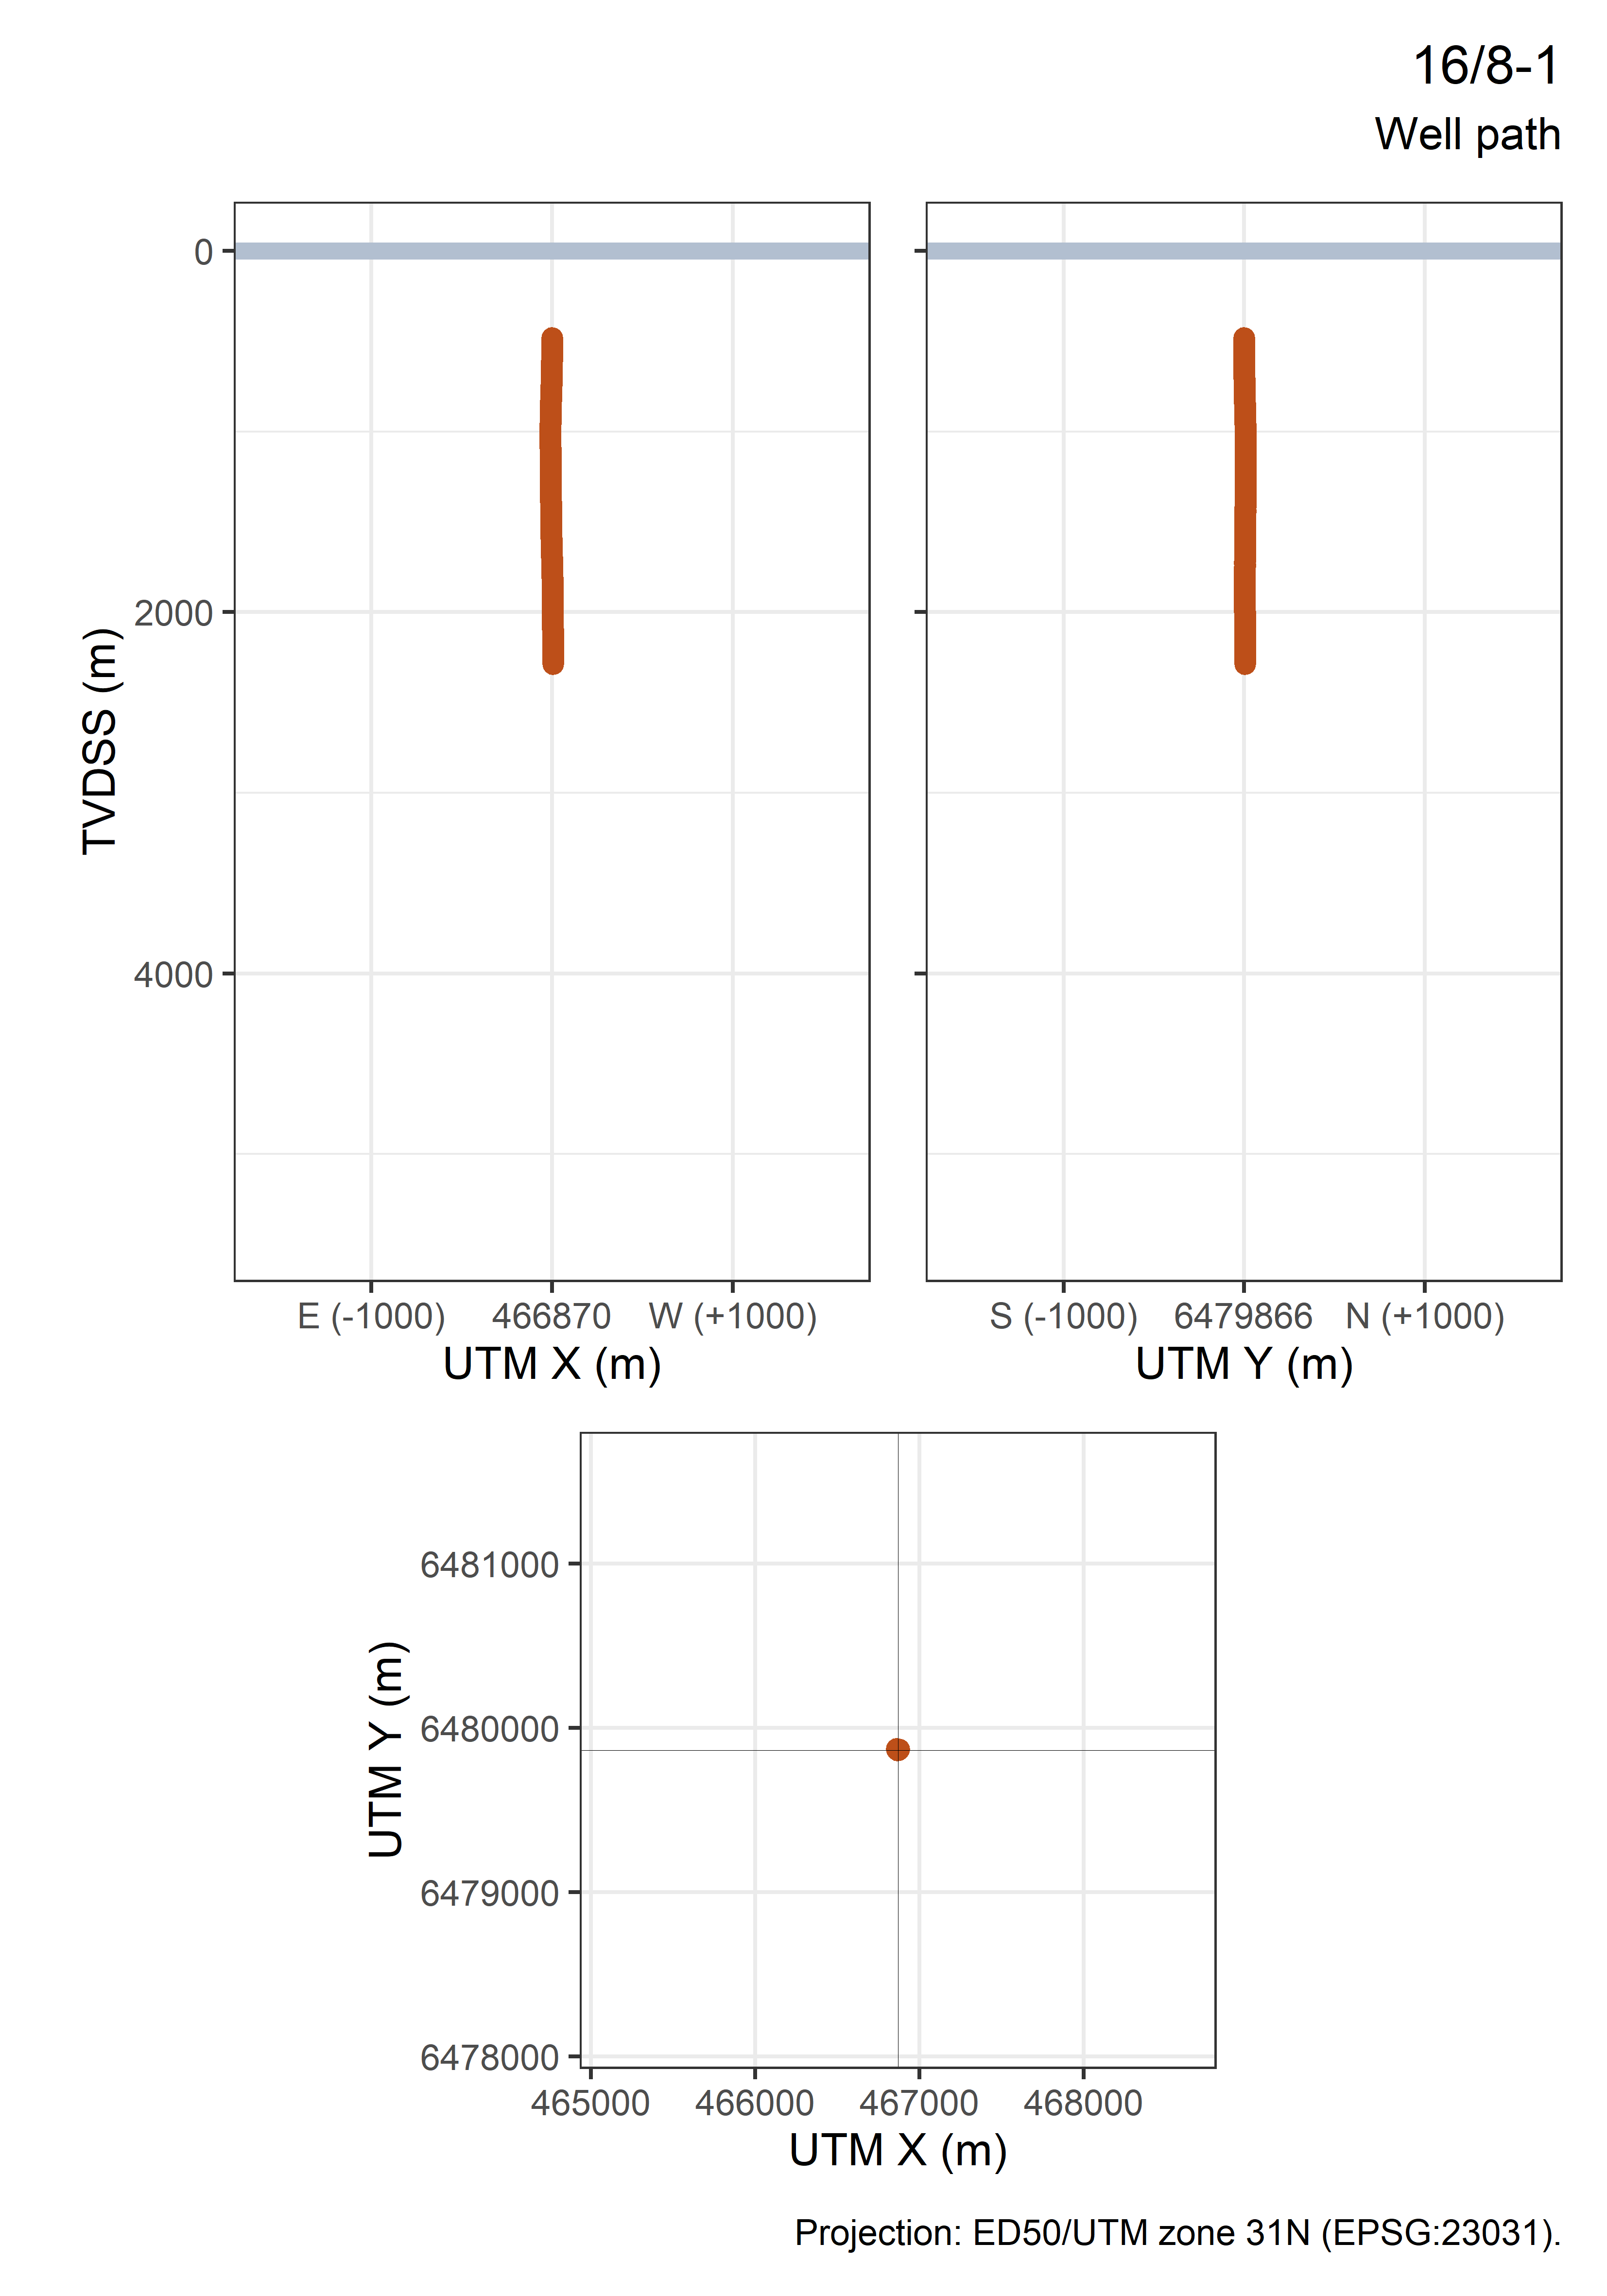 16/8-1
Well path
TVDSS (m)
0
2000
4000
E (-1000) 466870 W (+1000)
UTM X (m)
S (-1000) 6479866 N (+1000)
UTM Y (m)
UTM Y (m)
6481000
6480000
6479000
6478000
465000 466000 467000 468000
UTM X (m)
Projection: ED50/UTM zone 31N (EPSG:23031).